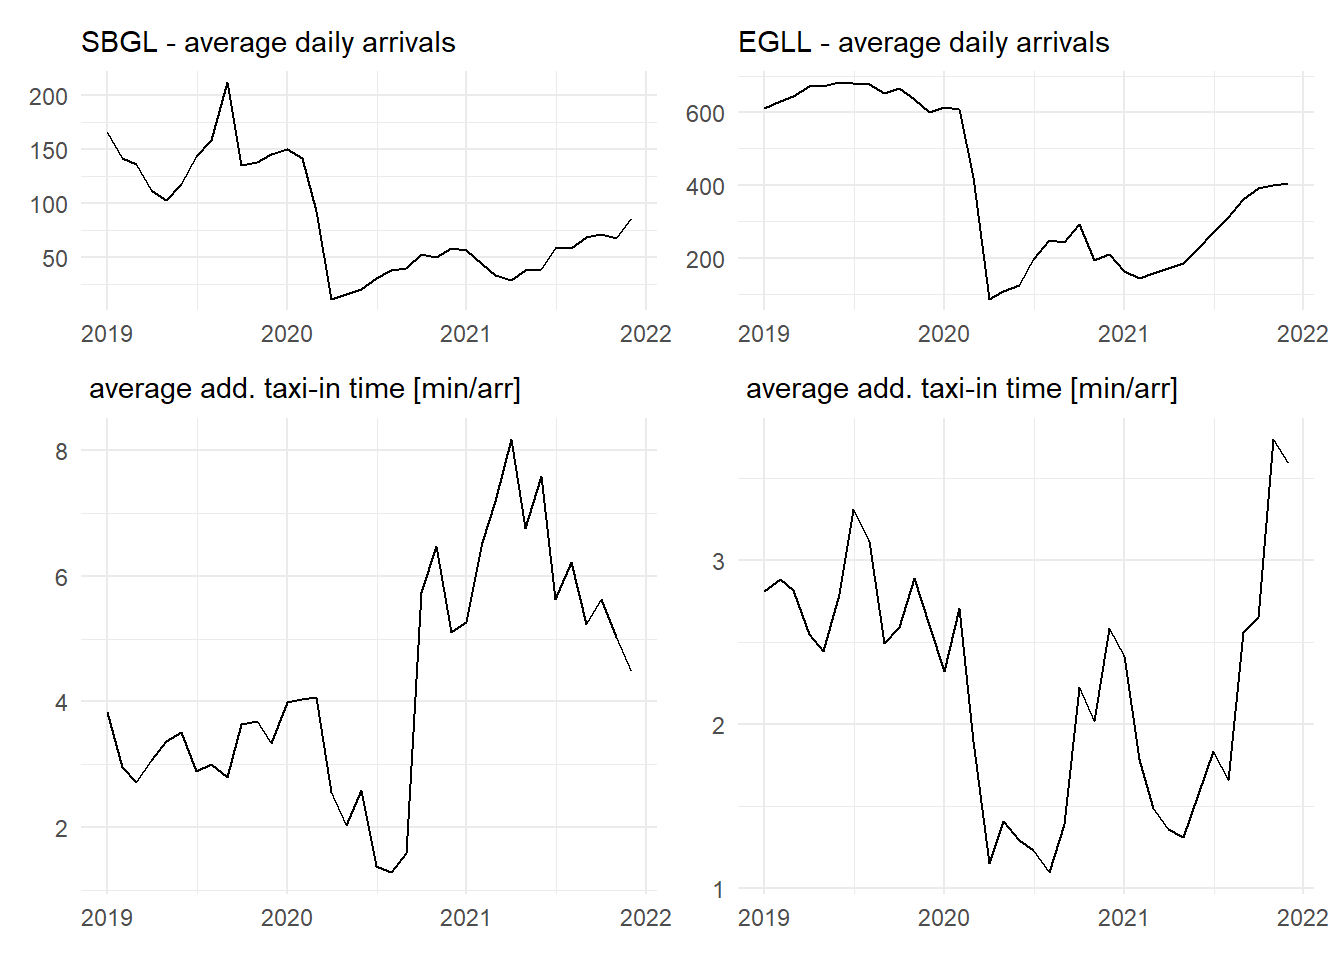 SBGL - average daily arrivals
200
150
100
50
2019 2020 2021 2022
EGLL - average daily arrivals
600
400
200
2019 2020 2021 2022
average add. taxi-in time [min/arr]
8
6
4
2
2019 2020 2021 2022
average add. taxi-in time [min/arr]
3
2
1
2019 2020 2021 2022